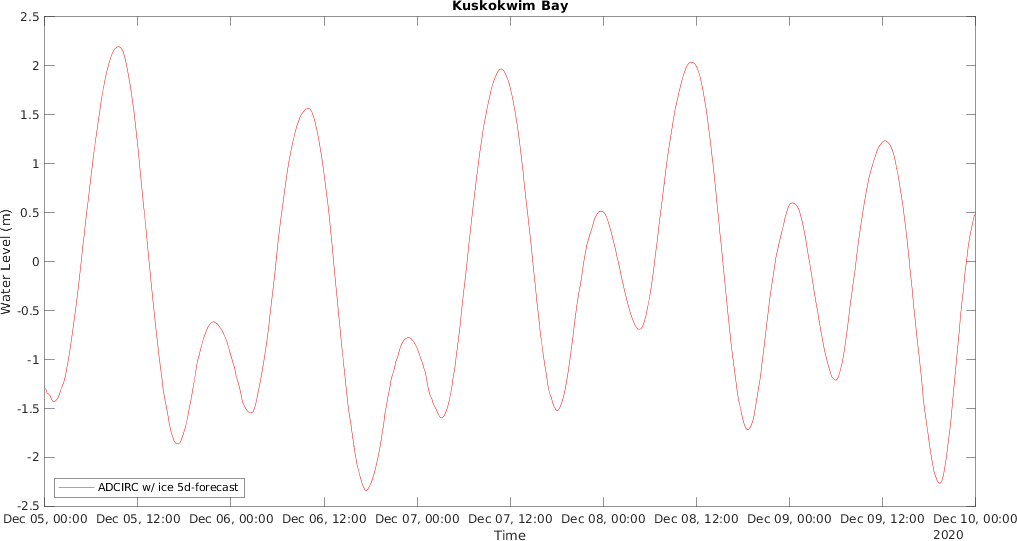 Kuskokwim Bay
2.5
2
1.5
1
0.5
0
-0.5
-1
-1.5
-2
-2.5
Water Level (m)
ADCIRC w/ ice 5d-forecast
Dec 05, 00:00 Dec 05, 12:00 Dec 06, 00:00 Dec 06, 12:00 Dec 07, 00:00 Dec 07, 12:00 Dec 08, 00:00 Dec 08, 12:00 Dec 09, 00:00 Dec 09, 12:00 Dec 10, 00:00
Time
2020